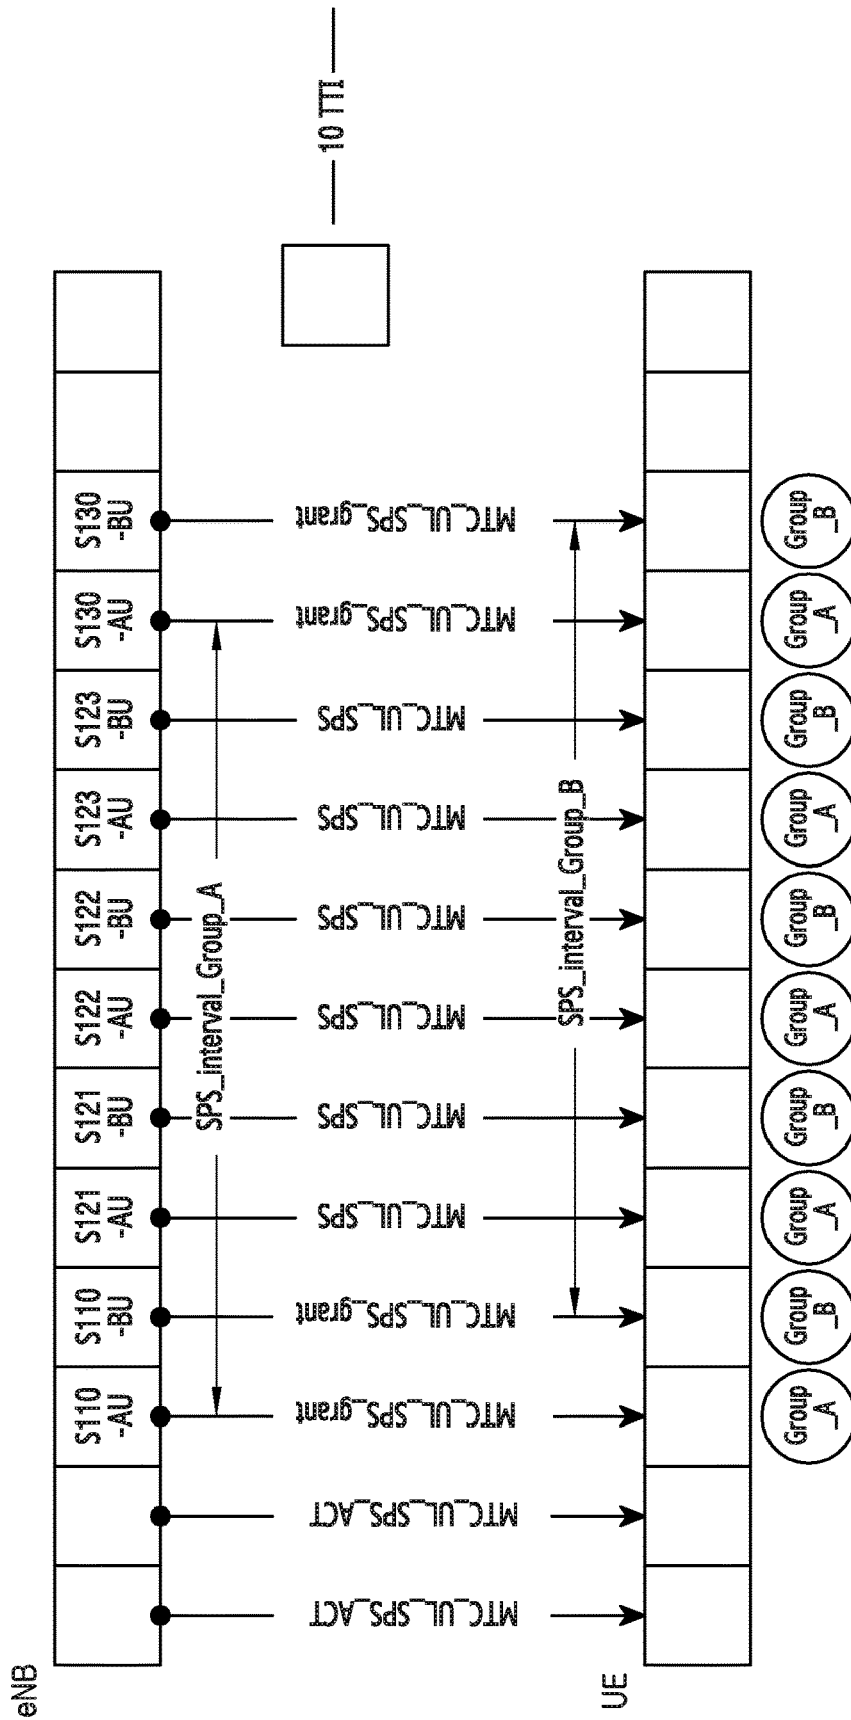 eNB
S110
-AU
S110
-BU
S121
-AU
S121
-BU
S122
-AU
S122
-BU
S123
-AU
S123
-BU
S130
-AU
S130
-BU
MTC_UL_SPS_ACT
MTC_UL_SPS_ACT
MTC_UL_SPS_grant
MTC_UL_SPS_grant
MTC_UL_SPS
MTC_UL_SPS
MTC_UL_SPS
MTC_UL_SPS
MTC_UL_SPS
MTC_UL_SPS
MTC_UL_SPS_grant
MTC_UL_SPS_grant
SPS_interval_Group_A
SPS_interval_Group_B
10 TTI
UE
Group
_A
Group
_B
Group
_A
Group
_B
Group
_A
Group
_B
Group
_A
Group
_B
Group
_A
Group
_B